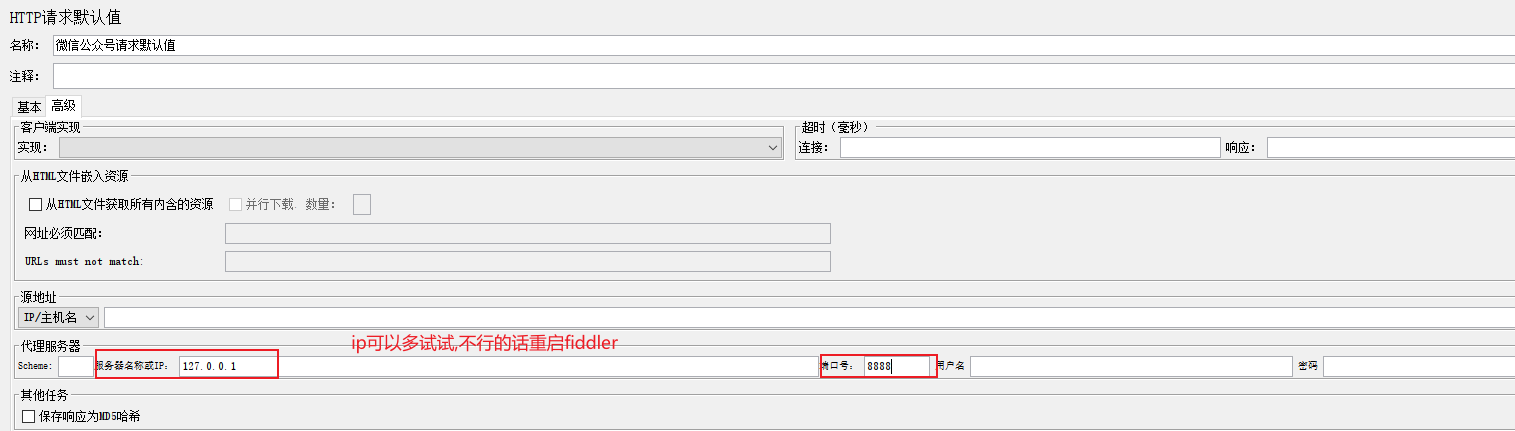 HTTP请求默认值
名称： 微信公众号请求默认值
注释：
基本 高级
客户端实现 超时（毫秒）
实现： 连接： 响应：
从HTML文件嵌入资源
从HTML文件获取所有内含的资源 并行下载. 数量：
网址必须匹配：
URLs must not match:
源地址
IP/主机名
ip可以多试试,不行的话重启fiddler
代理服务器
Scheme: 服务器名称或IP： 127.0.0.1 端口号： 8888 用户名 密码
其他任务
保存响应为MD5哈希